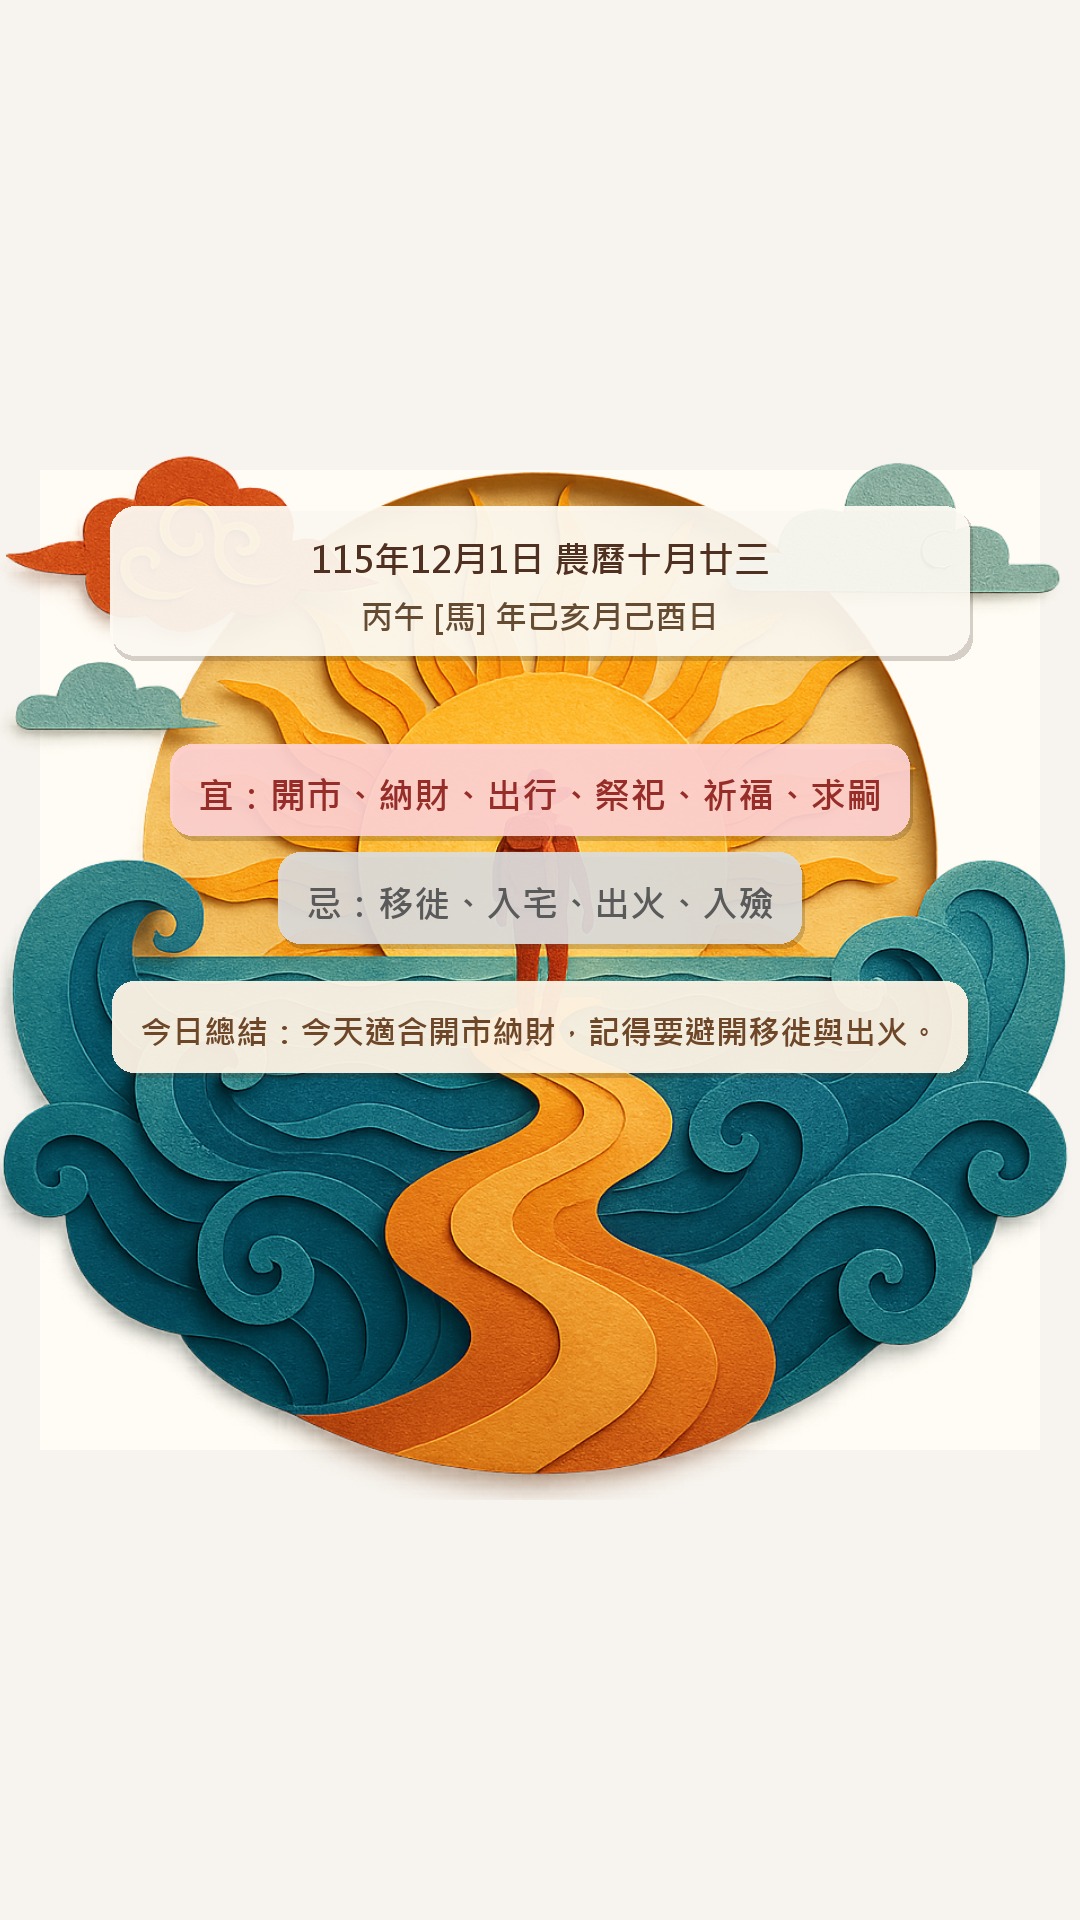 115年12月1日 農曆十月廿三
丙午 [馬] 年己亥月己酉日
宜：開市、納財、出行、祭祀、祈福、求嗣
忌：移徙、入宅、出火、入殮
今日總結：今天適合開市納財，記得要避開移徙與出火。